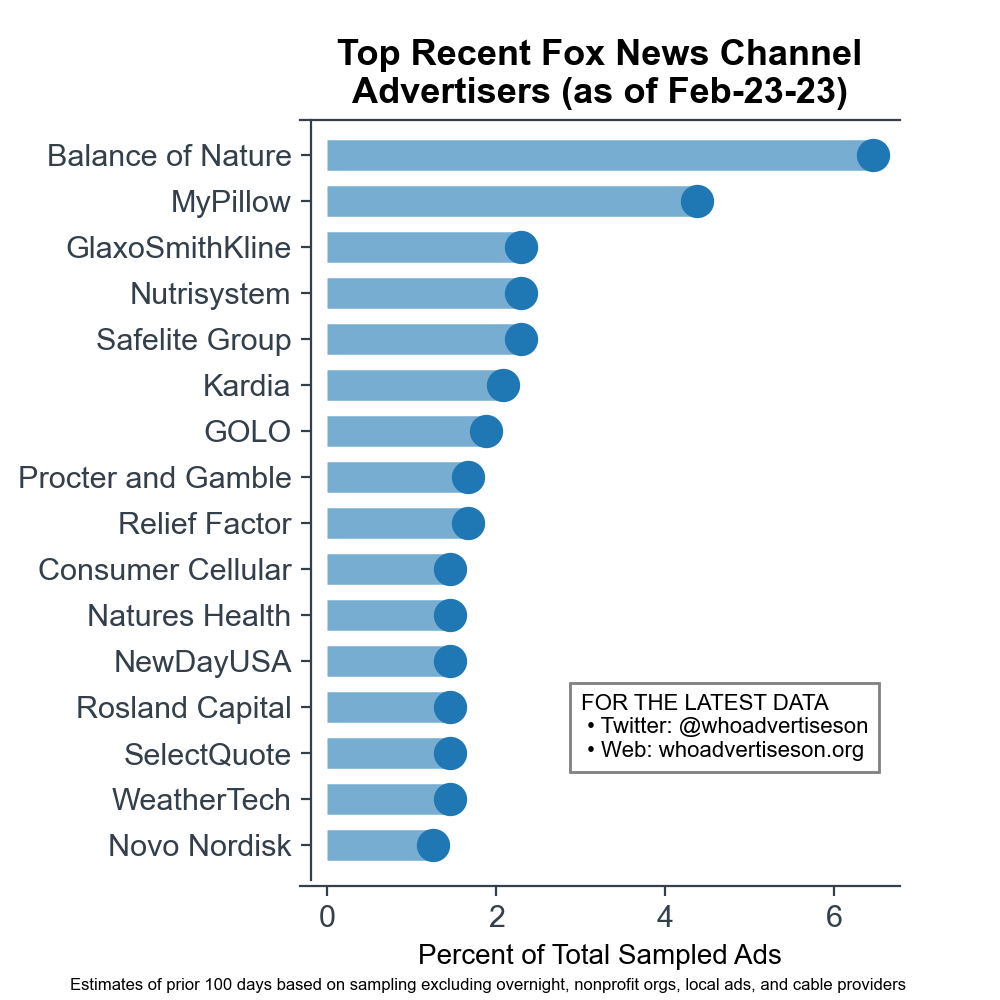 Top Recent Fox News Channel
Advertisers (as of Feb-23-23)
Balance of Nature
MyPillow
GlaxoSmithKline
Nutrisystem
Safelite Group
Kardia
GOLO
Procter and Gamble
Relief Factor
Consumer Cellular
Natures Health
NewDayUSA
Rosland Capital
SelectQuote
WeatherTech
Novo Nordisk
FOR THE LATEST DATA
• Twitter: @whoadvertiseson
• Web: whoadvertiseson.org
0 2 4 6
Percent of Total Sampled Ads
Estimates of prior 100 days based on sampling excluding overnight, nonprofit orgs, local ads, and cable providers